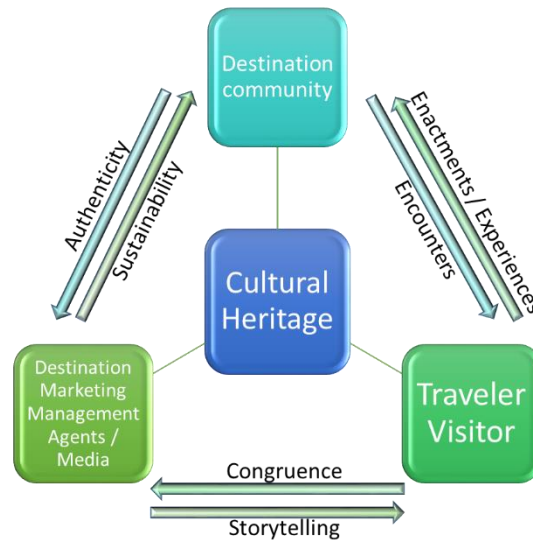 Destination
community
Authenticity
Sustainability
Enactments / Experiences
Encounters
Cultural
Heritage
Destination
Marketing
Management
Agents /
Media
Traveler
Visitor
Congruence
Storytelling